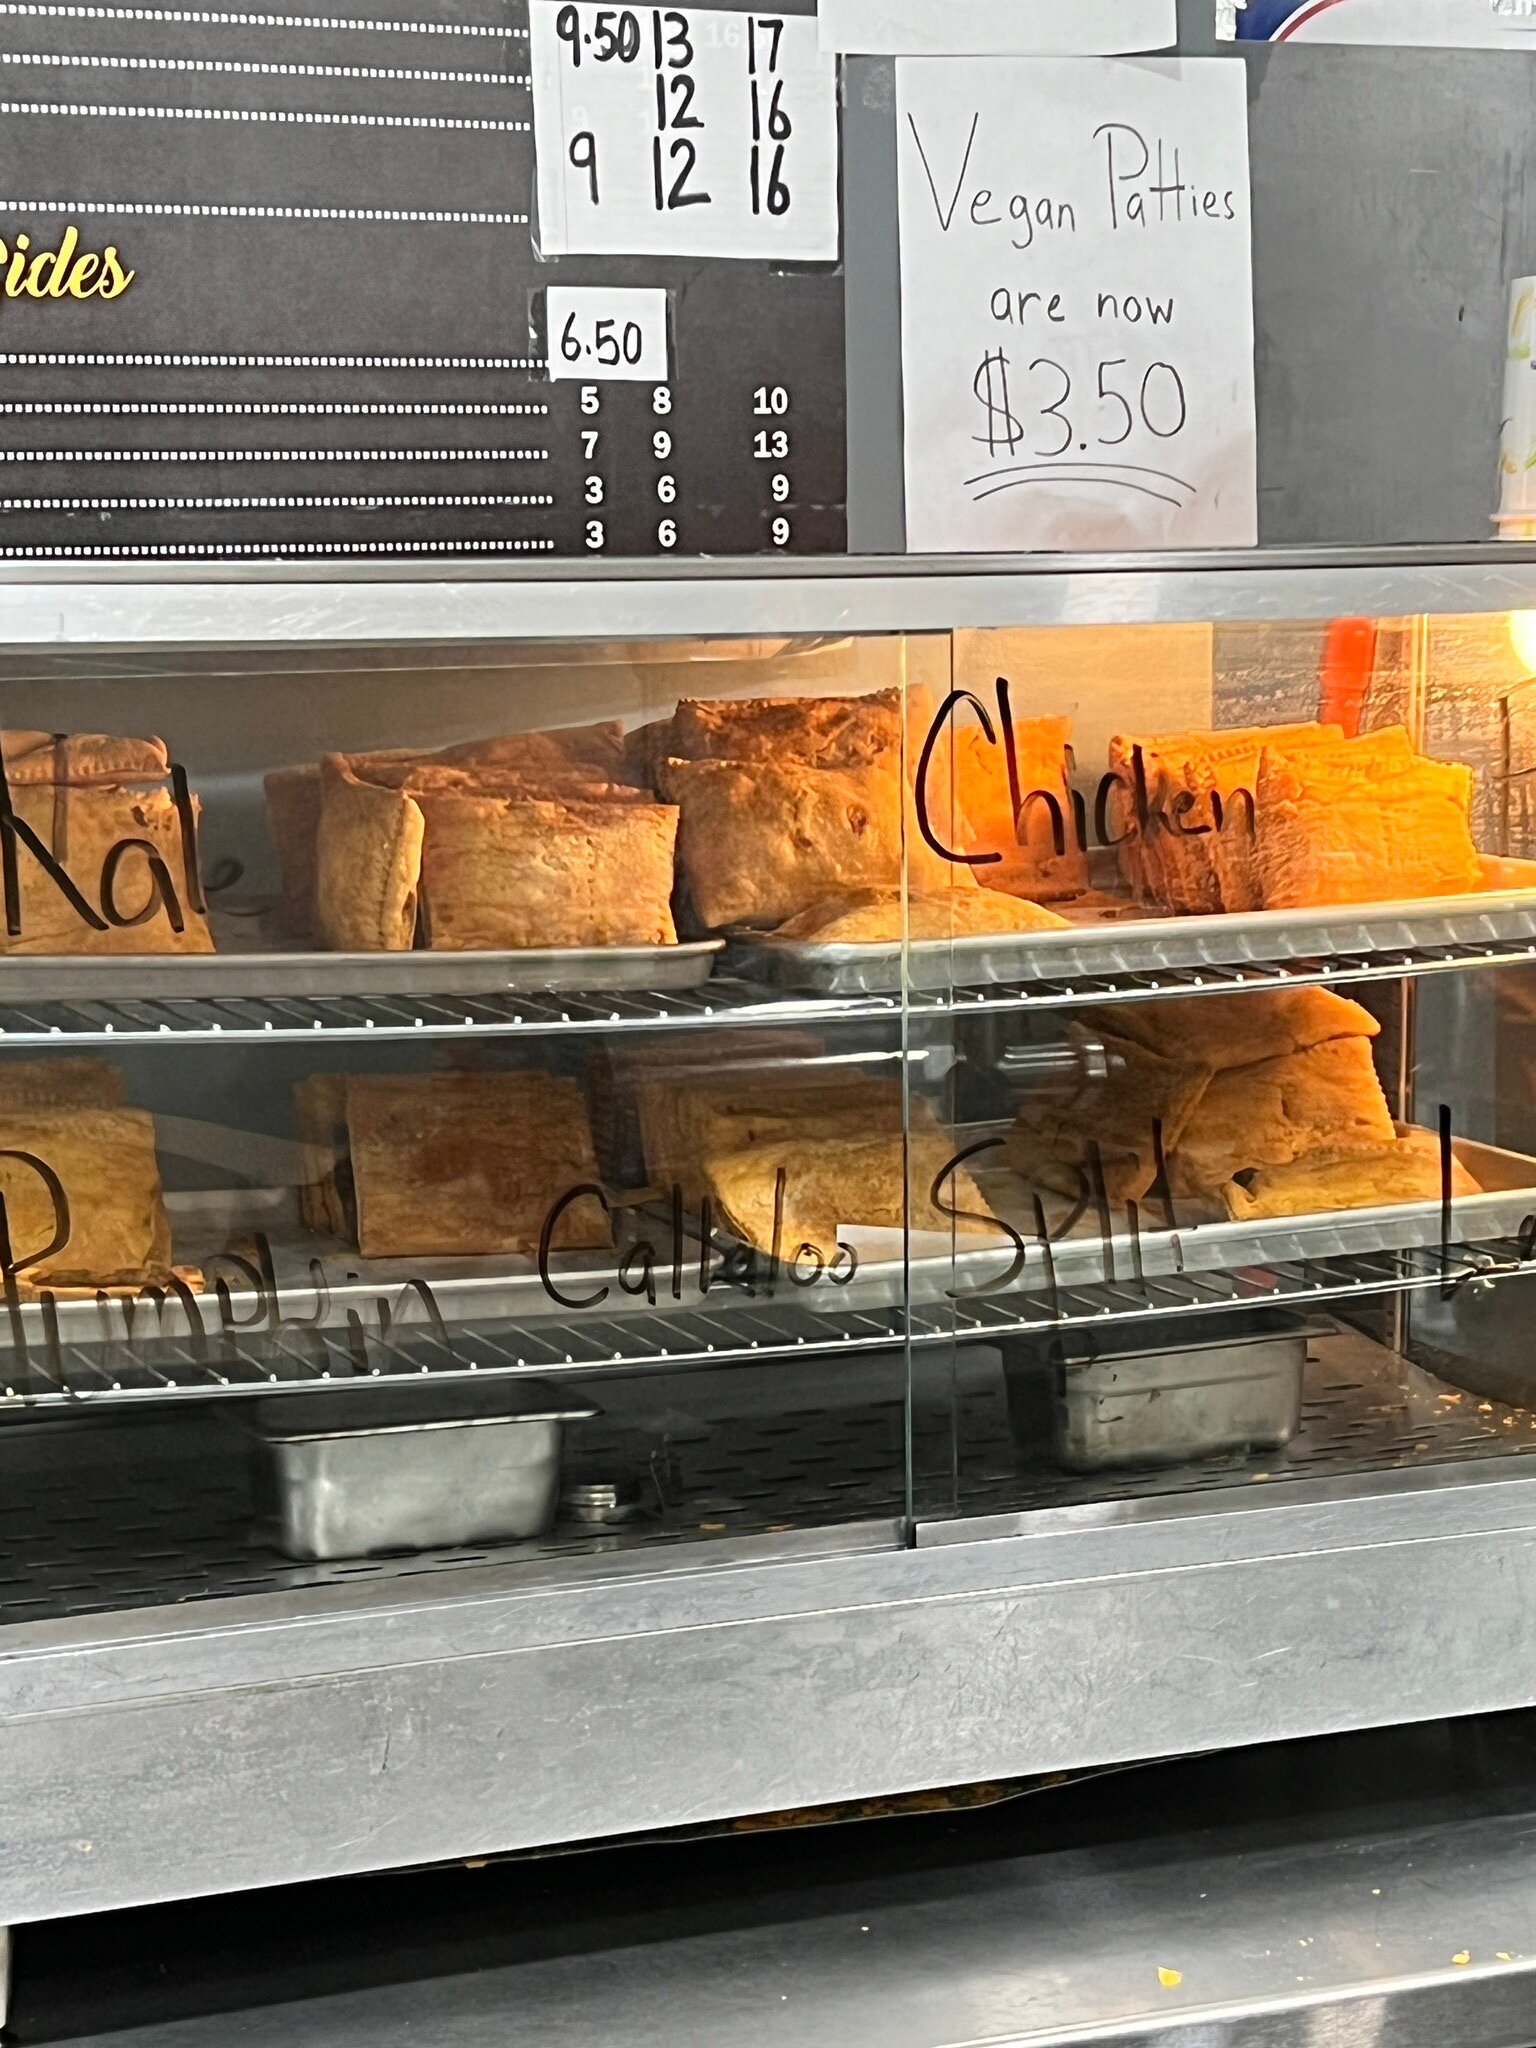 9.50 13 17
12 16
9 12 16
ides
6.50
5 8 10
7 9 13
3 6 9
3 6 9
Vegan Patties
are now
$3.50
Kale
Chicken
Pumpkin
Callaloo
Split